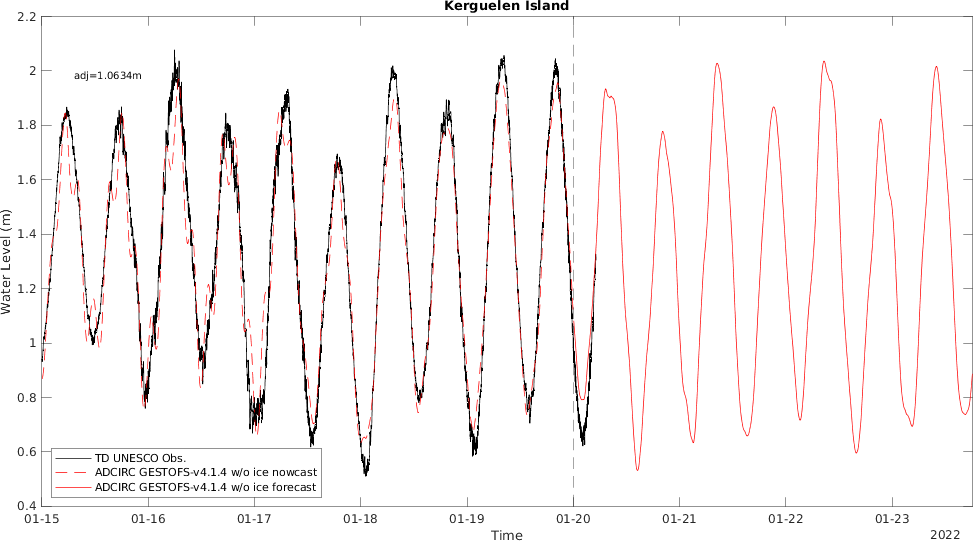 Kerguelen Island
2.2
2
1.8
1.6
1.4
1.2
1
0.8
0.6
0.4
Water Level (m)
adj=1.0634m
TD UNESCO Obs.
ADCIRC GESTOFS-v4.1.4 w/o ice nowcast
ADCIRC GESTOFS-v4.1.4 w/o ice forecast
01-15 01-16 01-17 01-18 01-19 01-20 01-21 01-22 01-23
Time
2022